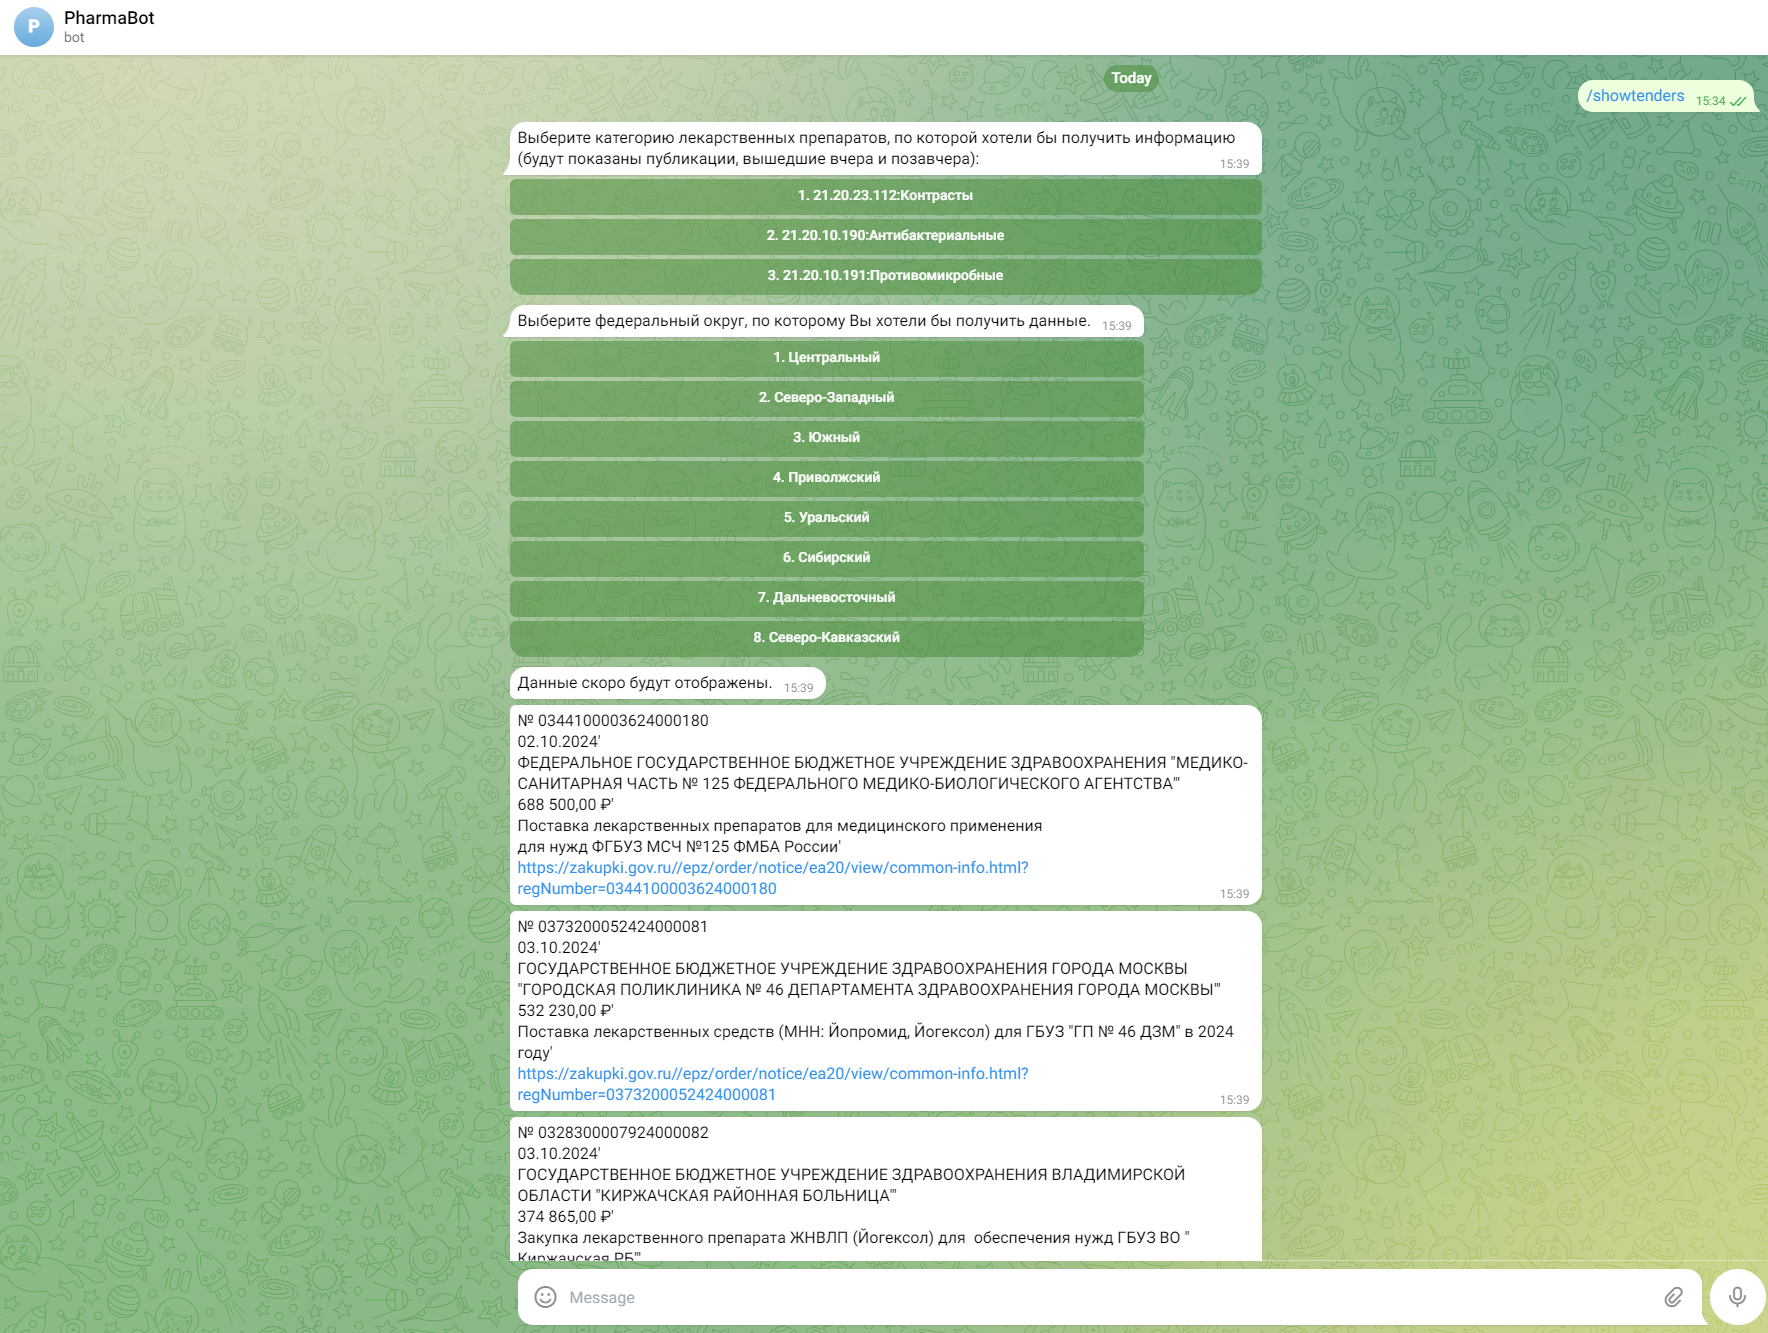 P
PharmaBot
bot
Today
/showtenders 15:34
Выберите категорию лекарственных препаратов, по которой хотели бы получить информацию
(будут показаны публикации, вышедшие вчера и позавчера):
15:39
1. 21.20.23.112:Контрасты
2. 21.20.10.190:Антибактериальные
3. 21.20.10.191:Противомикробные
Выберите федеральный округ, по которому Вы хотели бы получить данные. 15:39
1. Центральный
2. Северо-Западный
3. Южный
4. Приволжский
5. Уральский
6. Сибирский
7. Дальневосточный
8. Северо-Кавказский
Данные скоро будут отображены. 15:39
№ 0344100003624000180
02.10.2024'
ФЕДЕРАЛЬНОЕ ГОСУДАРСТВЕННОЕ БЮДЖЕТНОЕ УЧРЕЖДЕНИЕ ЗДРАВООХРАНЕНИЯ "МЕДИКО-
САНИТАРНАЯ ЧАСТЬ № 125 ФЕДЕРАЛЬНОГО МЕДИКО-БИОЛОГИЧЕСКОГО АГЕНТСТВА"'
688 500,00 ₽'
Поставка лекарственных препаратов для медицинского применения
для нужд ФГБУЗ МСЧ №125 ФМБА России'
https://zakupki.gov.ru//epz/order/notice/ea20/view/common-info.html?
regNumber=0344100003624000180
15:39
№ 0373200052424000081
03.10.2024'
ГОСУДАРСТВЕННОЕ БЮДЖЕТНОЕ УЧРЕЖДЕНИЕ ЗДРАВООХРАНЕНИЯ ГОРОДА МОСКВЫ
"ГОРОДСКАЯ ПОЛИКЛИНИКА № 46 ДЕПАРТАМЕНТА ЗДРАВООХРАНЕНИЯ ГОРОДА МОСКВЫ"'
532 230,00 ₽'
Поставка лекарственных средств (МНН: Йопромид, Йогексол) для ГБУЗ "ГП № 46 ДЗМ" в 2024
году'
https://zakupki.gov.ru//epz/order/notice/ea20/view/common-info.html?
regNumber=0373200052424000081
15:39
№ 0328300007924000082
03.10.2024'
ГОСУДАРСТВЕННОЕ БЮДЖЕТНОЕ УЧРЕЖДЕНИЕ ЗДРАВООХРАНЕНИЯ ВЛАДИМИРСКОЙ
ОБЛАСТИ "КИРЖАЧСКАЯ РАЙОННАЯ БОЛЬНИЦА"'
374 865,00 ₽'
Закупка лекарственного препарата ЖНВЛП (Йогексол) для  обеспечения нужд ГБУЗ ВО "
Киржачская РБ"'
Message